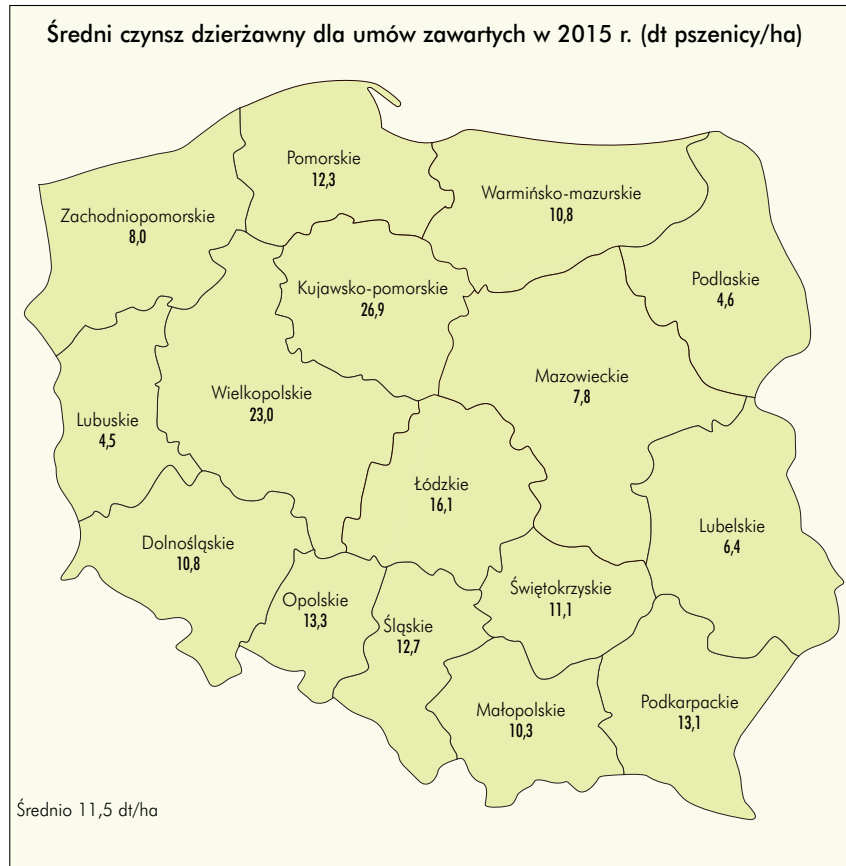 Średni czynsz dzierżawny dla umów zawartych w 2015 r. (dt pszenicy/ha)
Pomorskie
12,3
Warmińsko-mazurskie
10,8
Zachodniopomorskie
8,0
Podlaskie
4,6
Kujawsko-pomorskie
26,9
Mazowieckie
7,8
Wielkopolskie
23,0
Lubuskie
4,5
Łódzkie
16,1
Lubelskie
6,4
Dolnośląskie
10,8
Świętokrzyskie
11,1
Opolskie
13,3
Śląskie
12,7
Małopolskie
10,3
Podkarpackie
13,1
Średnio 11,5 dt/ha